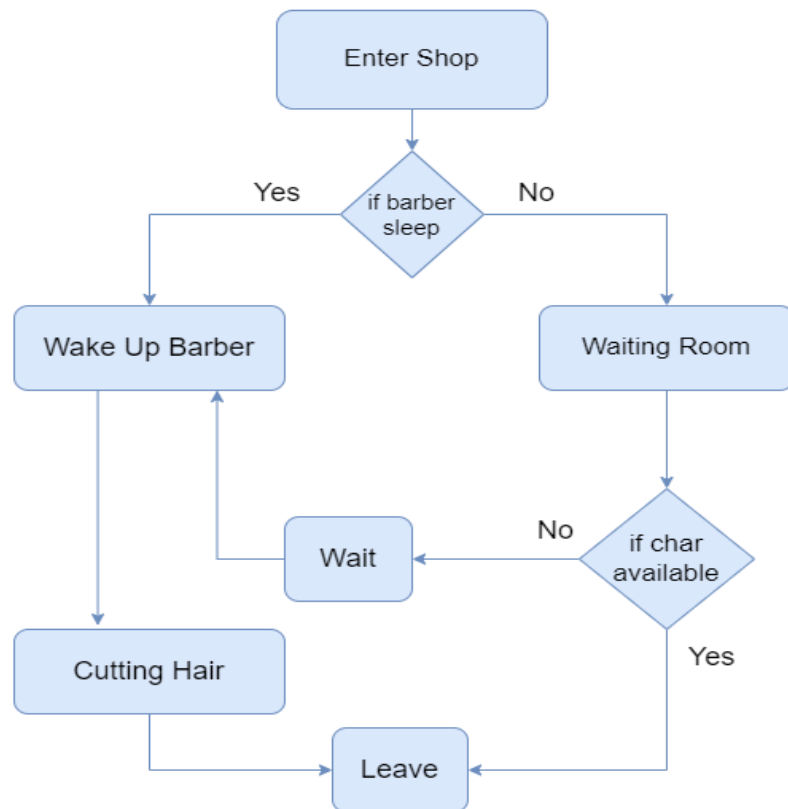 Enter Shop
Yes
if barber
sleep
No
Wake Up Barber
Waiting Room
No
if char
available
Wait
Yes
Cutting Hair
Leave